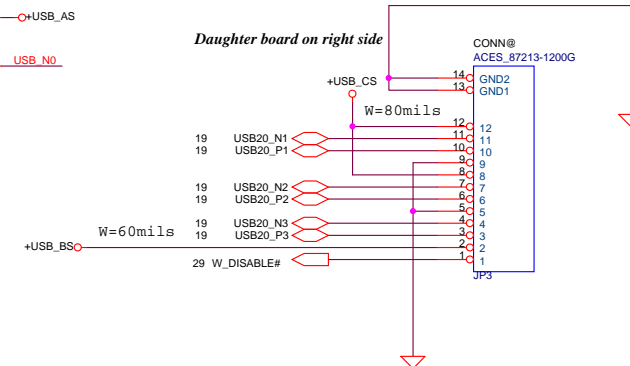 +USB_AS
USB_N0
Daughter board on right side
CONN@
ACES_87213-1200G
+USB_CS
W=80mils
14 GND2
13 GND1
12 12
19 USB20_N1 11 11
19 USB20_P1 10 10
9 9
8 8
19 USB20_N2 7 7
19 USB20_P2 6 6
5 5
19 USB20_N3 4 4
W=60mils 19 USB20_P3 3 3
+USB_BS 2 2
29 W_DISABLE# 1 1
JP3